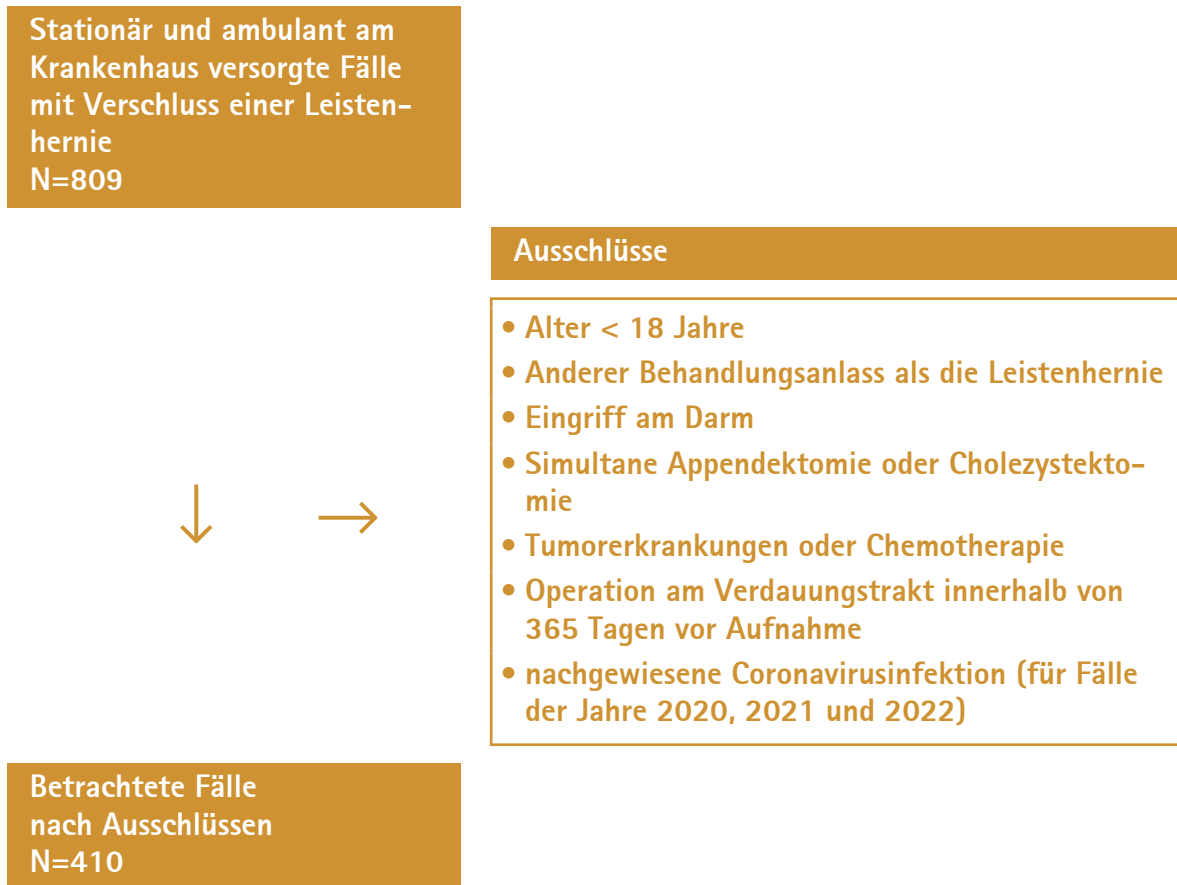 Stationär und ambulant am
Krankenhaus versorgte Fälle
mit Verschluss einer Leisten-
hernie
N=809
Ausschlüsse
• Alter < 18 Jahre
• Anderer Behandlungsanlass als die Leistenhernie
• Eingriff am Darm
• Simultane Appendektomie oder Cholezystekto-
mie
• Tumorerkrankungen oder Chemotherapie
• Operation am Verdauungstrakt innerhalb von
365 Tagen vor Aufnahme
• nachgewiesene Coronavirusinfektion (für Fälle
der Jahre 2020, 2021 und 2022)
Betrachtete Fälle
nach Ausschlüssen
N=410